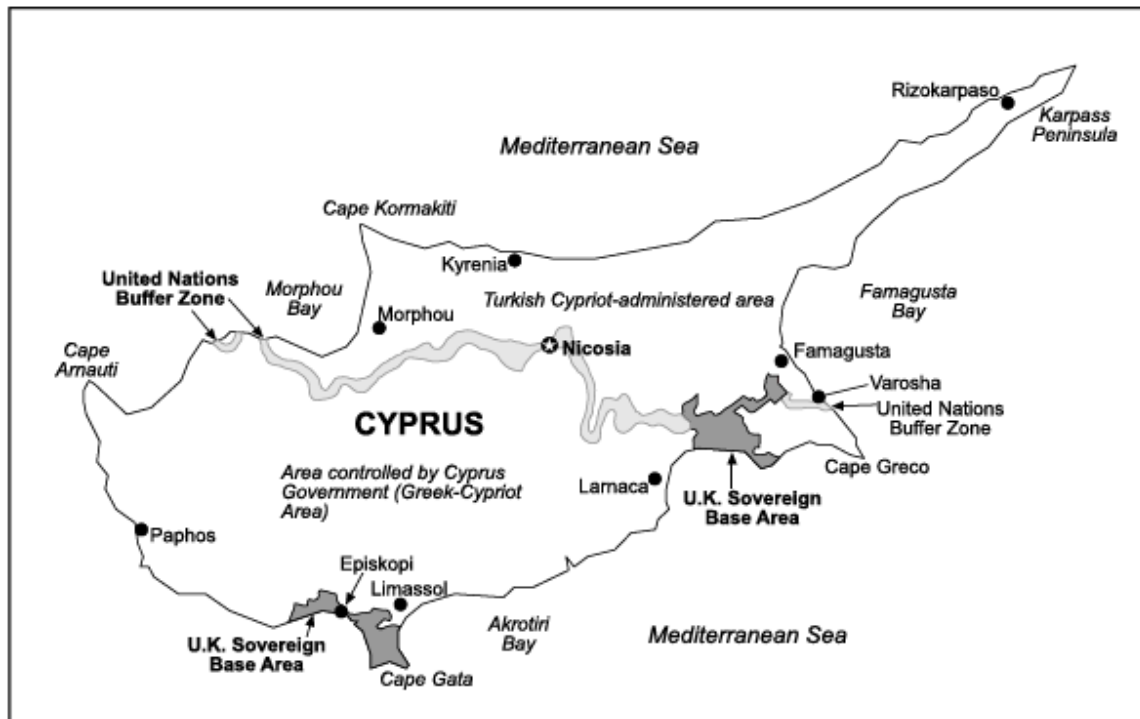 Rizokarpaso
Karpass
Peninsula
Mediterranean Sea
Cape Kormakiti
Kyrenia
United Nations
Buffer Zone
Morphou
Bay
Turkish Cypriot-administered area
Famagusta
Bay
Morphou
Nicosia
Cape
Arnauti
Famagusta
Varosha
United Nations
Buffer Zone
CYPRUS
Cape Greco
Area controlled by Cyprus
Government (Greek-Cypriot
Area)
Larnaca
U.K. Sovereign
Base Area
Paphos
Episkopi
Limassol
Akrotiri
Bay
Mediterranean Sea
U.K. Sovereign
Base Area
Cape Gata